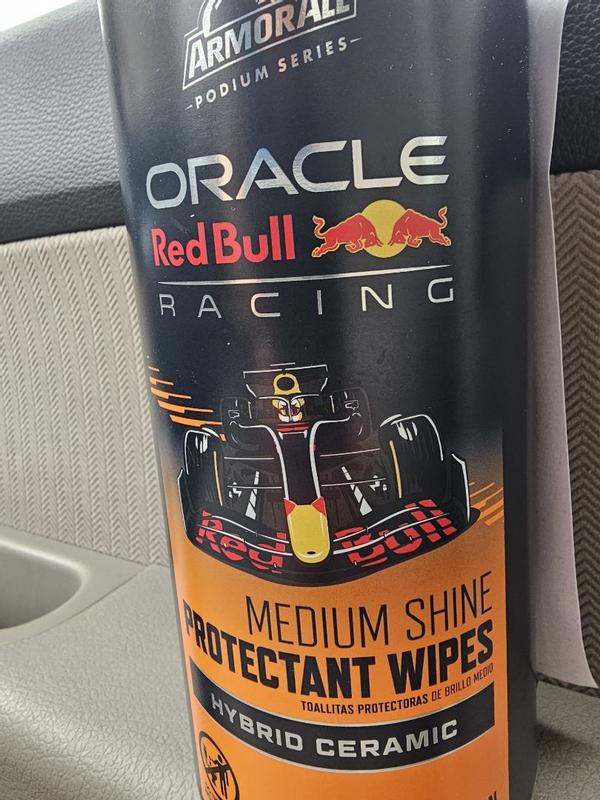 ARMORALL
PODIUM SERIES
ORACLE
Red Bull
RACING
Red Bull
MEDIUM SHINE
PROTECTANT WIPES
TOALLITAS PROTECTORAS DE BRILLO MEDIO
HYBRID CERAMIC